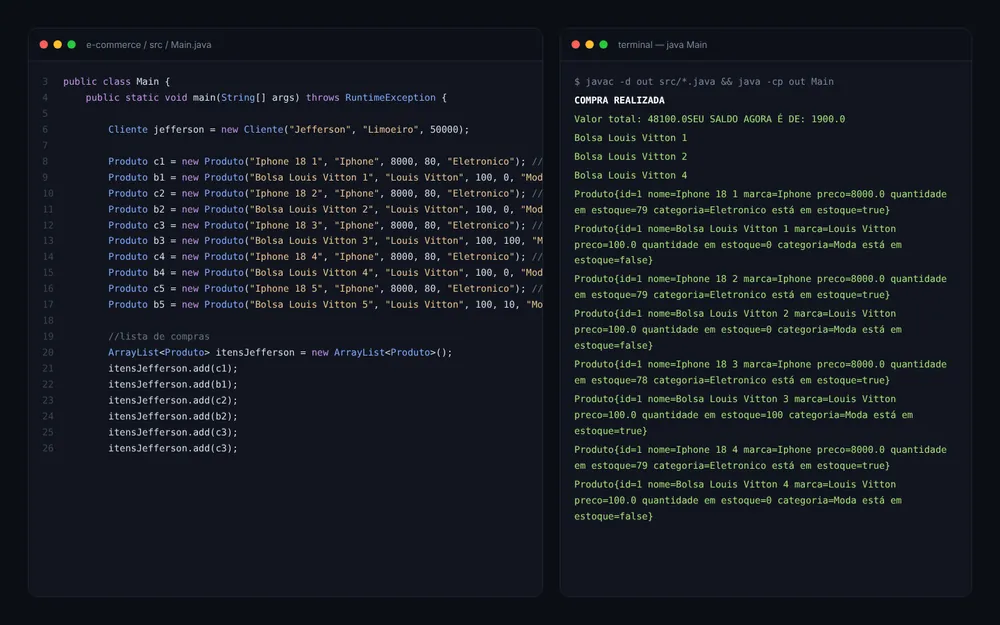 e-commerce / src / Main.java
3 public class Main {
4 public static void main(String[] args) throws RuntimeException {
5
6 Cliente jefferson = new Cliente("Jefferson", "Limoeiro", 50000);
7
8 Produto c1 = new Produto("Iphone 18 1", "Iphone", 8000, 80, "Eletronico"); //
9 Produto b1 = new Produto("Bolsa Louis Vitton 1", "Louis Vitton", 100, 0, "Mod
10 Produto c2 = new Produto("Iphone 18 2", "Iphone", 8000, 80, "Eletronico"); //
11 Produto b2 = new Produto("Bolsa Louis Vitton 2", "Louis Vitton", 100, 0, "Mod
12 Produto c3 = new Produto("Iphone 18 3", "Iphone", 8000, 80, "Eletronico"); //
13 Produto b3 = new Produto("Bolsa Louis Vitton 3", "Louis Vitton", 100, 100, "M
14 Produto c4 = new Produto("Iphone 18 4", "Iphone", 8000, 80, "Eletronico"); //
15 Produto b4 = new Produto("Bolsa Louis Vitton 4", "Louis Vitton", 100, 0, "Mod
16 Produto c5 = new Produto("Iphone 18 5", "Iphone", 8000, 80, "Eletronico"); //
17 Produto b5 = new Produto("Bolsa Louis Vitton 5", "Louis Vitton", 100, 10, "Mo
18
19 //lista de compras
20 ArrayList<Produto> itensJefferson = new ArrayList<Produto>();
21 itensJefferson.add(c1);
22 itensJefferson.add(b1);
23 itensJefferson.add(c2);
24 itensJefferson.add(b2);
25 itensJefferson.add(c3);
26 itensJefferson.add(c3);
terminal — java Main
$ javac -d out src/*.java && java -cp out Main
COMPRA REALIZADA
Valor total: 48100.0SEU SALDO AGORA É DE: 1900.0
Bolsa Louis Vitton 1
Bolsa Louis Vitton 2
Bolsa Louis Vitton 4
Produto{id=1 nome=Iphone 18 1 marca=Iphone preco=8000.0 quantidade
em estoque=79 categoria=Eletronico está em estoque=true}
Produto{id=1 nome=Bolsa Louis Vitton 1 marca=Louis Vitton
preco=100.0 quantidade em estoque=0 categoria=Moda está em
estoque=false}
Produto{id=1 nome=Iphone 18 2 marca=Iphone preco=8000.0 quantidade
em estoque=79 categoria=Eletronico está em estoque=true}
Produto{id=1 nome=Bolsa Louis Vitton 2 marca=Louis Vitton
preco=100.0 quantidade em estoque=0 categoria=Moda está em
estoque=false}
Produto{id=1 nome=Iphone 18 3 marca=Iphone preco=8000.0 quantidade
em estoque=78 categoria=Eletronico está em estoque=true}
Produto{id=1 nome=Bolsa Louis Vitton 3 marca=Louis Vitton
preco=100.0 quantidade em estoque=100 categoria=Moda está em
estoque=true}
Produto{id=1 nome=Iphone 18 4 marca=Iphone preco=8000.0 quantidade
em estoque=79 categoria=Eletronico está em estoque=true}
Produto{id=1 nome=Bolsa Louis Vitton 4 marca=Louis Vitton
preco=100.0 quantidade em estoque=0 categoria=Moda está em
estoque=false}